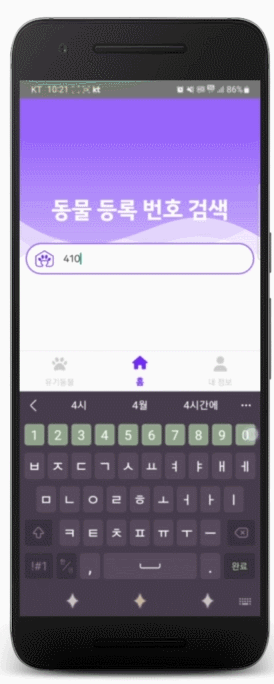 KT 10:21 kt 86%
동물 등록 번호 검색
410
유기동물 홈 내 정보
4시 4월 4시간에 ...
1 2 3 4 5 6 7 8 9 0
ㅂ ㅈ ㄷ ㄱ ㅅ ㅛ ㅕ ㅑ ㅐ ㅔ
ㅁ ㄴ ㅇ ㄹ ㅎ ㅗ ㅓ ㅏ ㅣ
ㅋ ㅌ ㅊ ㅍ ㅠ ㅜ ㅡ
!#1 , . 완료